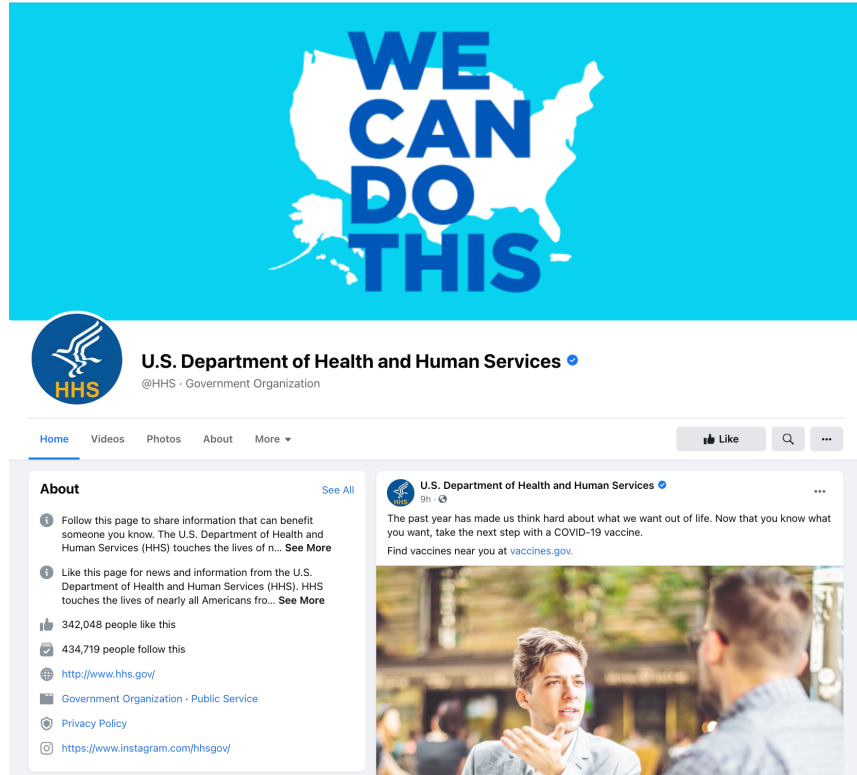 WE
CAN
DO
THIS
HHS
U.S. Department of Health and Human Services
@HHS · Government Organization
Home Videos Photos About More
Like
About
See All
Follow this page to share information that can benefit
someone you know. The U.S. Department of Health and
Human Services (HHS) touches the lives of n... See More
Like this page for news and information from the U.S.
Department of Health and Human Services (HHS). HHS
touches the lives of nearly all Americans fro... See More
342,048 people like this
434,719 people follow this
http://www.hhs.gov/
Government Organization · Public Service
Privacy Policy
https://www.instagram.com/hhsgov/
HHS
U.S. Department of Health and Human Services
9h ·
The past year has made us think hard about what we want out of life. Now that you know what
you want, take the next step with a COVID-19 vaccine.
Find vaccines near you at vaccines.gov.